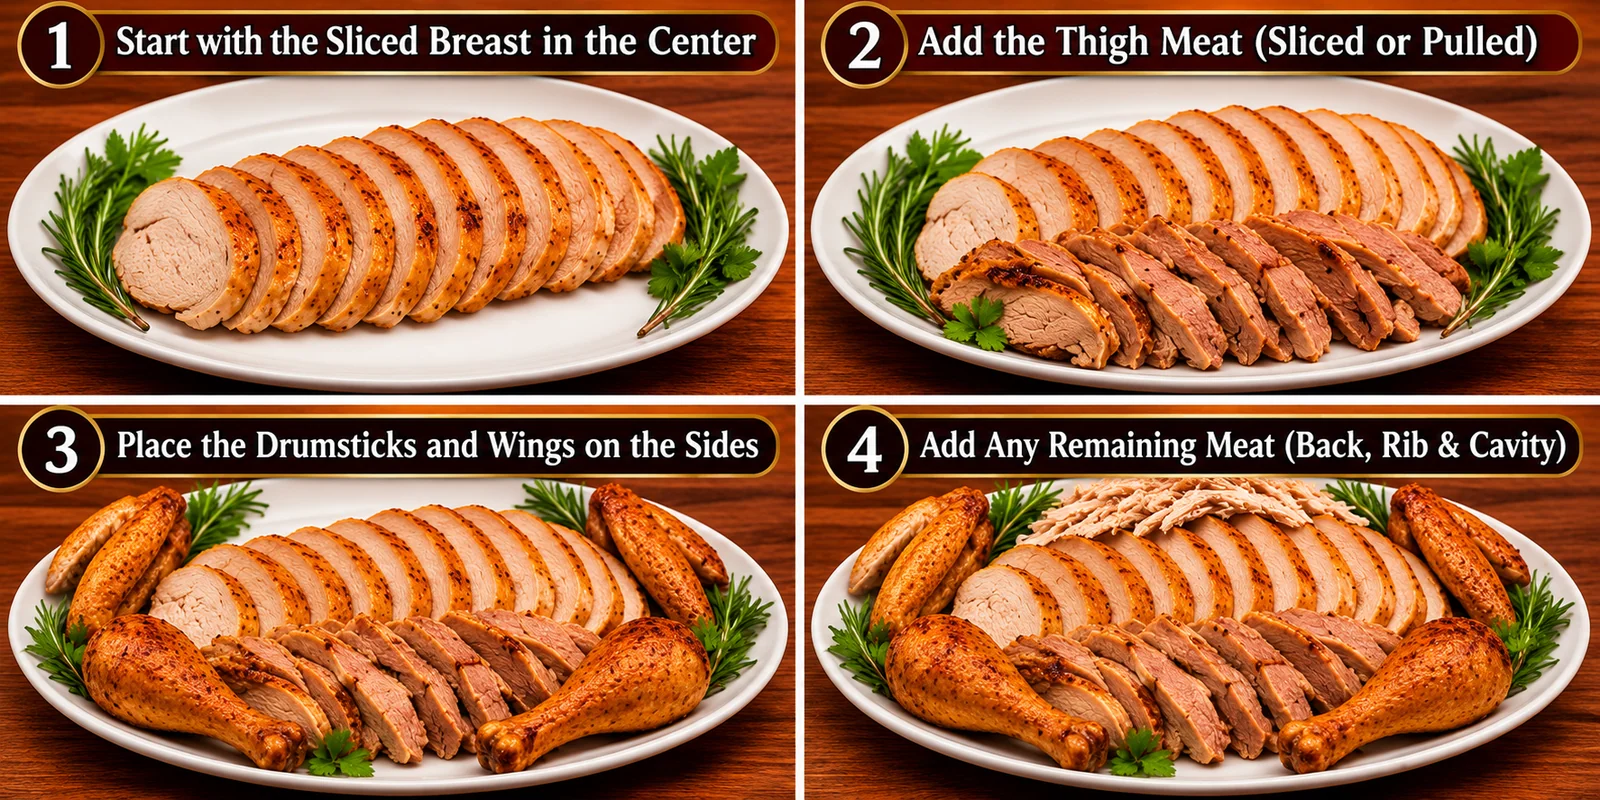 1 Start with the Sliced Breast in the Center
2 Add the Thigh Meat (Sliced or Pulled)
3 Place the Drumsticks and Wings on the Sides
4 Add Any Remaining Meat (Back, Rib & Cavity)